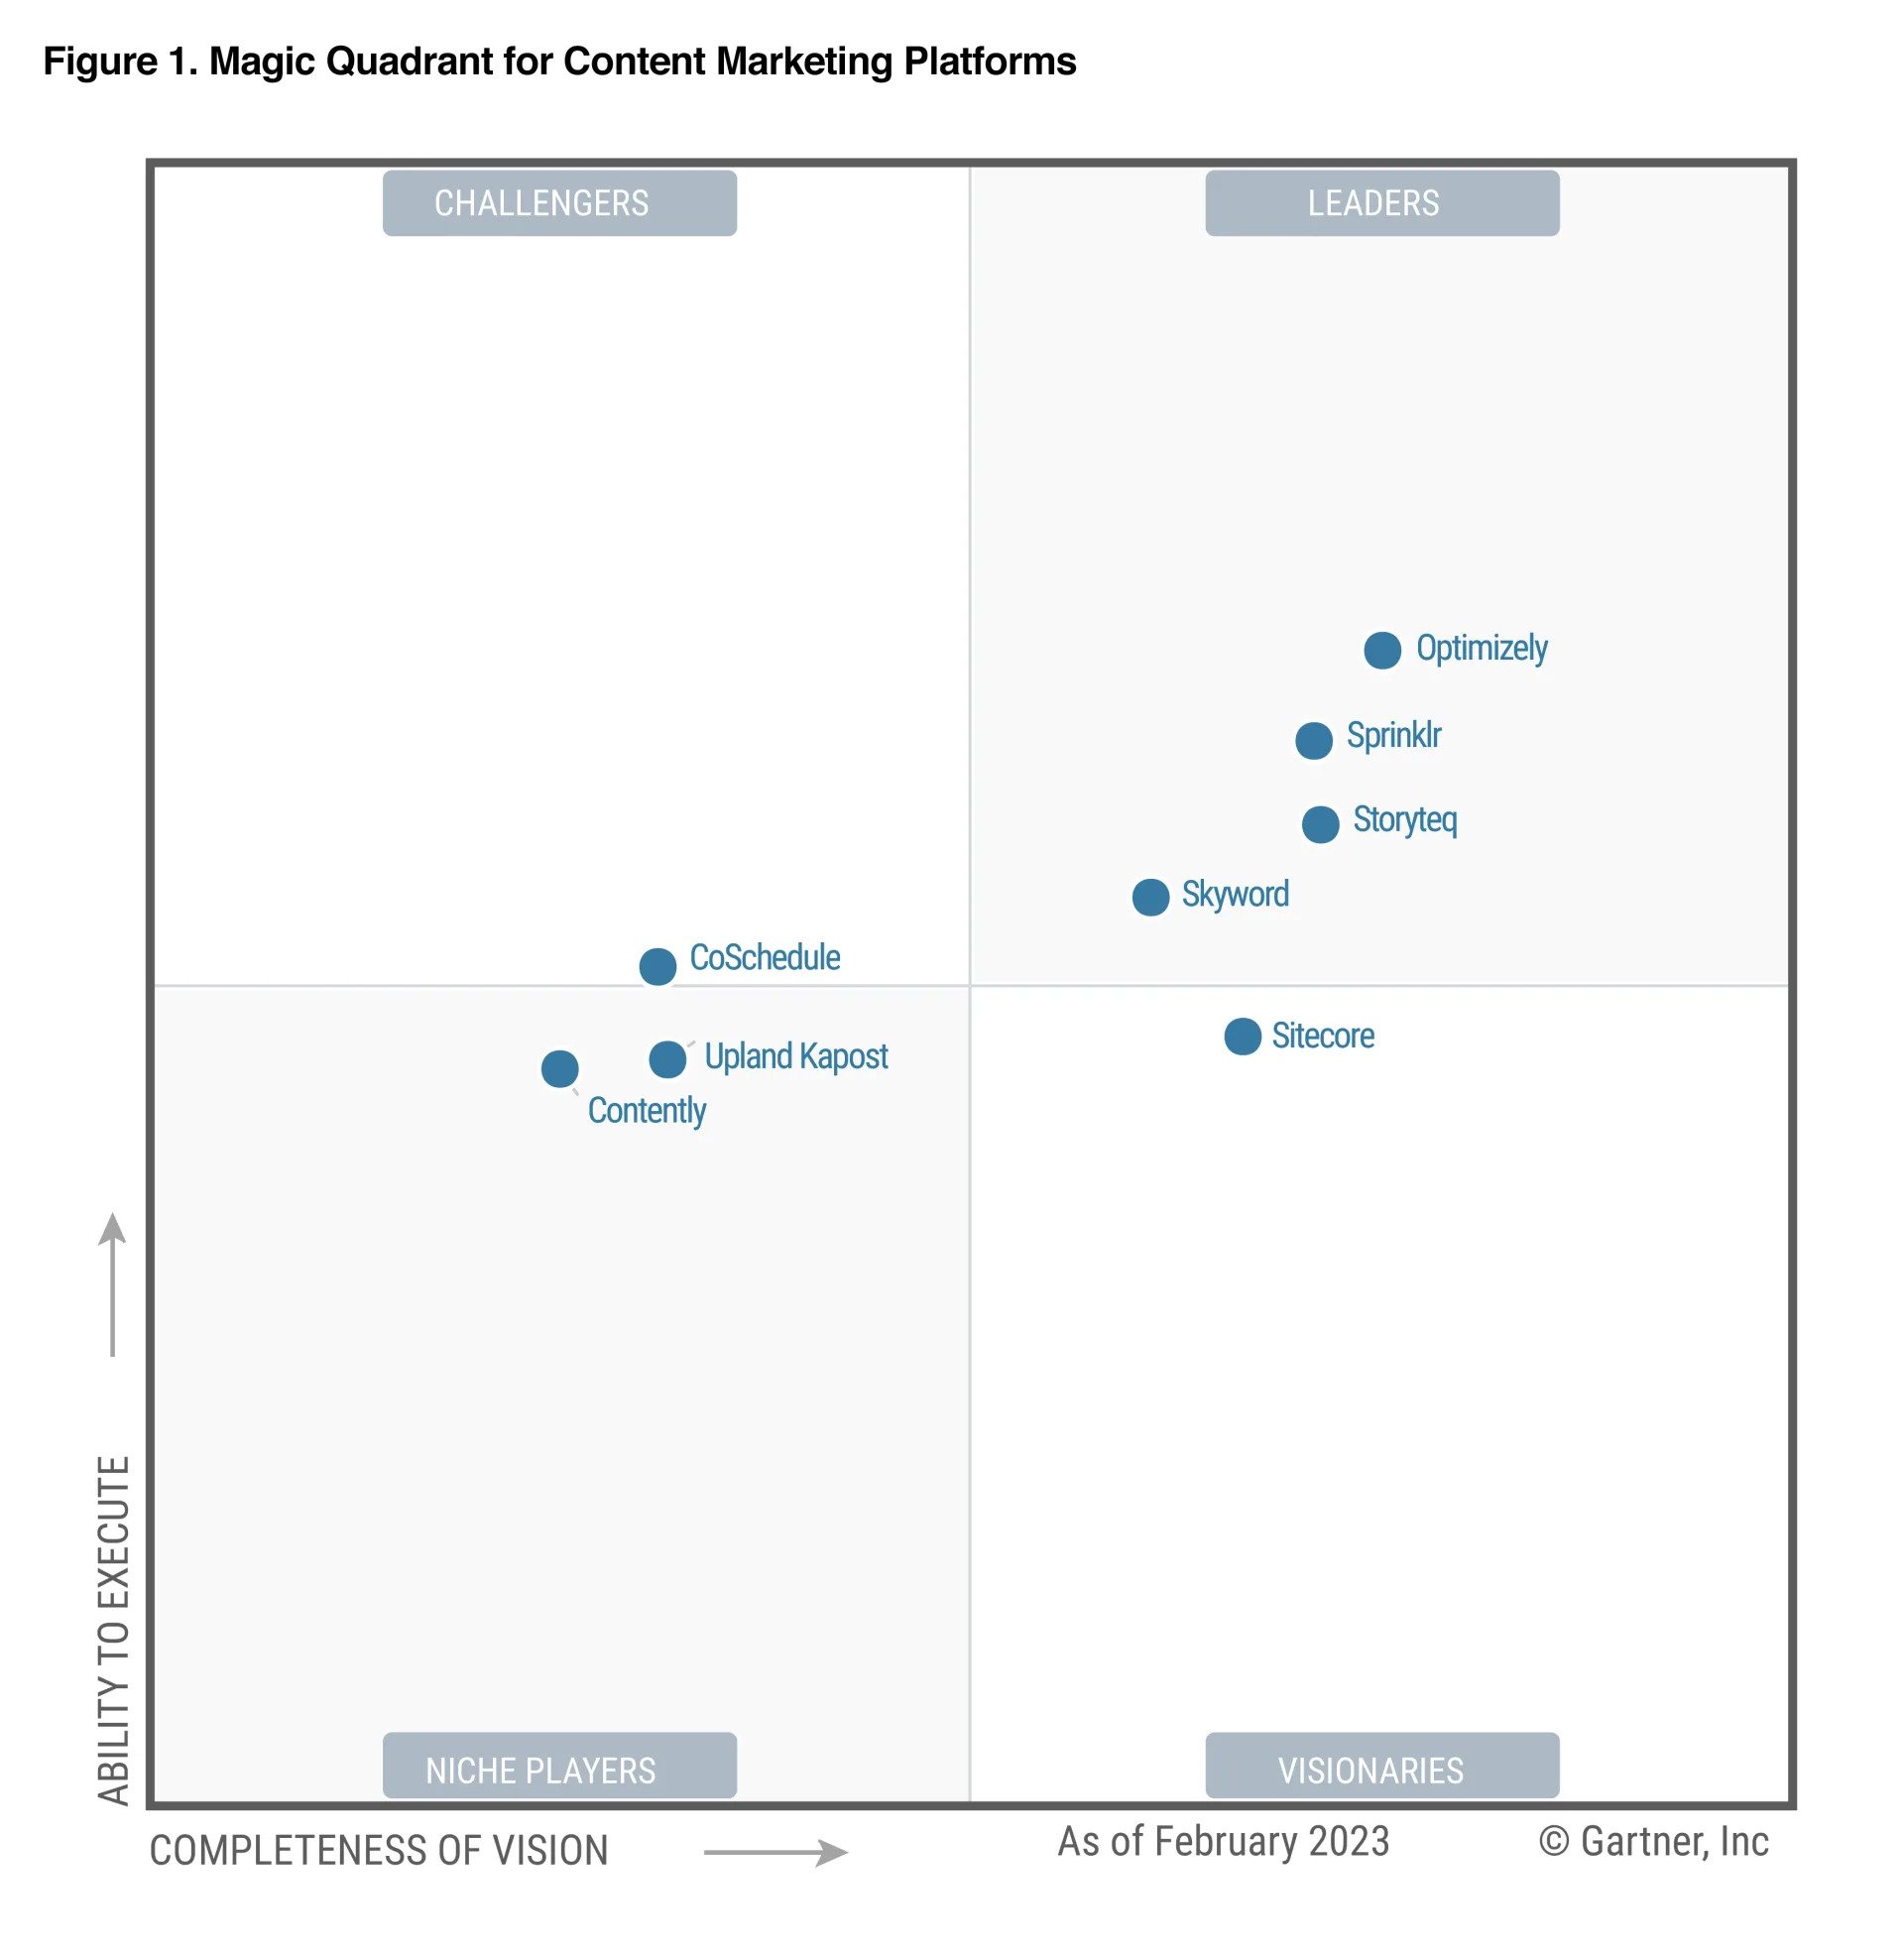 Figure 1. Magic Quadrant for Content Marketing Platforms
CHALLENGERS
LEADERS
Optimizely
Sprinklr
Storyteq
Skyword
CoSchedule
Sitecore
Upland Kapost
Contently
ABILITY TO EXECUTE
NICHE PLAYERS
VISIONARIES
COMPLETENESS OF VISION
As of February 2023
© Gartner, Inc